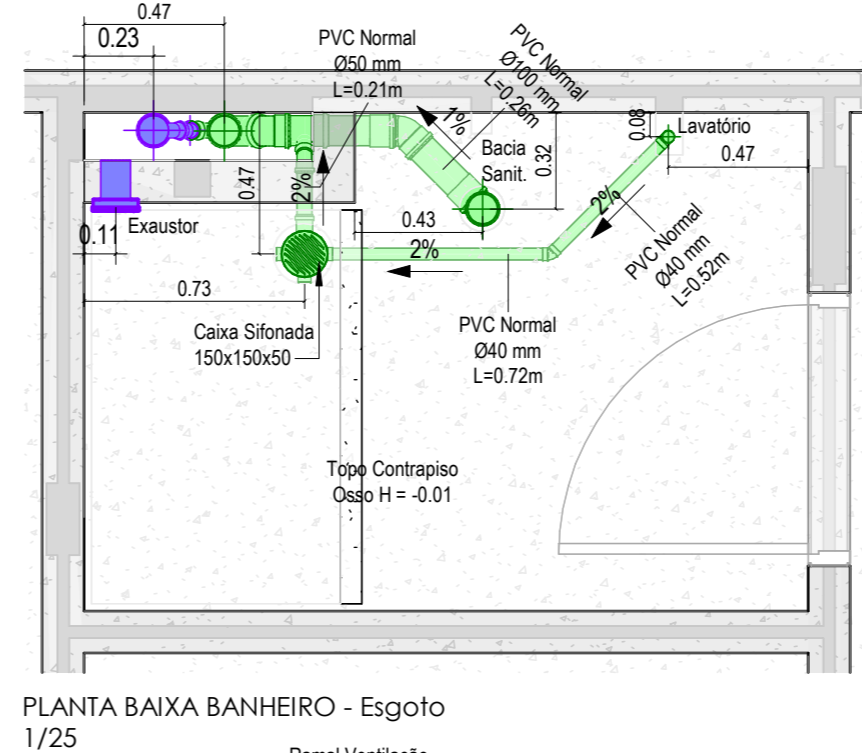 0.47
0.23
PVC Normal
Ø50 mm
L=0.21m
PVC Normal
Ø100 mm
L=0.26m
1%
Bacia
Sanit.
0.32
0.08
Lavatório
0.47
0.47
2%
2%
PVC Normal
Ø40 mm
L=0.52m
Exaustor
0.11
0.43
2%
0.73
Caixa Sifonada
150x150x50
PVC Normal
Ø40 mm
L=0.72m
Topo Contrapiso
Osso H = -0.01
PLANTA BAIXA BANHEIRO - Esgoto
1/25
Ramal Ventilação